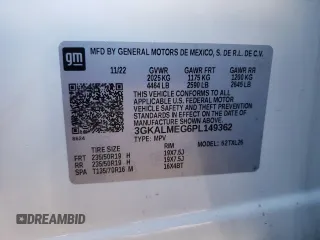 gm
MFD BY GENERAL MOTORS DE MEXICO, S. DE R.L. DE C.V.
11/22 GVWR GAWR FRT GAWR RR
2025 KG 1175 KG 1200 KG
4464 LB 2590 LB 2645 LB
THIS VEHICLE CONFORMS TO ALL APPLICABLE U.S. FEDERAL MOTOR VEHICLE SAFETY, BUMPER, AND THEFT PREVENTION STANDARDS IN EFFECT ON THE DATE OF MANUFACTURE SHOWN ABOVE.
3GKALMEG6PL149362
TYPE: MPV
TIRE SIZE RIM
FRT 235/50R19 H 19X7.5J
RR 235/50R19 H 19X7.5J
SPA T135/70R16 M 16X4BT
AUTOBIDMASTER